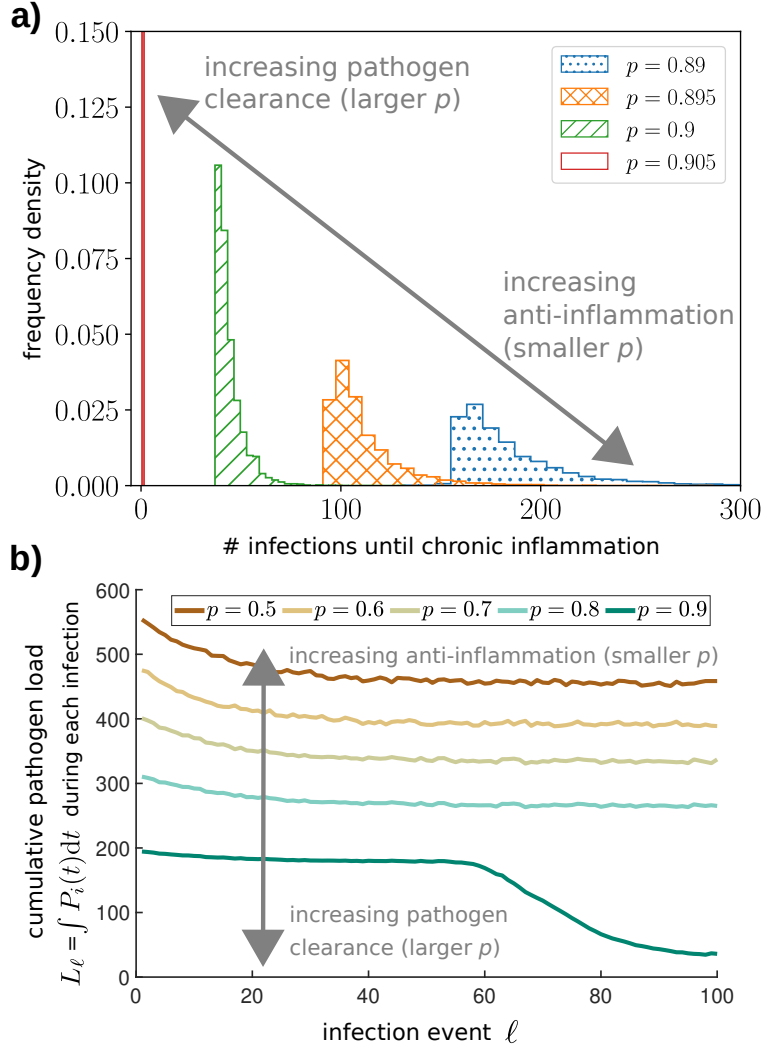 a)
0.150
0.125
0.100
0.075
0.050
0.025
0.000
frequency density
increasing pathogen
clearance (larger p)
p = 0.89
p = 0.895
p = 0.9
p = 0.905
increasing
anti-inflammation
(smaller p)
0
100
200
300
# infections until chronic inflammation
b)
600
500
400
300
200
100
0
cumulative pathogen load
L_ℓ = ∫ P_i(t)dt during each infection
p = 0.5
p = 0.6
p = 0.7
p = 0.8
p = 0.9
increasing anti-inflammation (smaller p)
increasing pathogen
clearance (larger p)
0
20
40
60
80
100
infection event ℓ